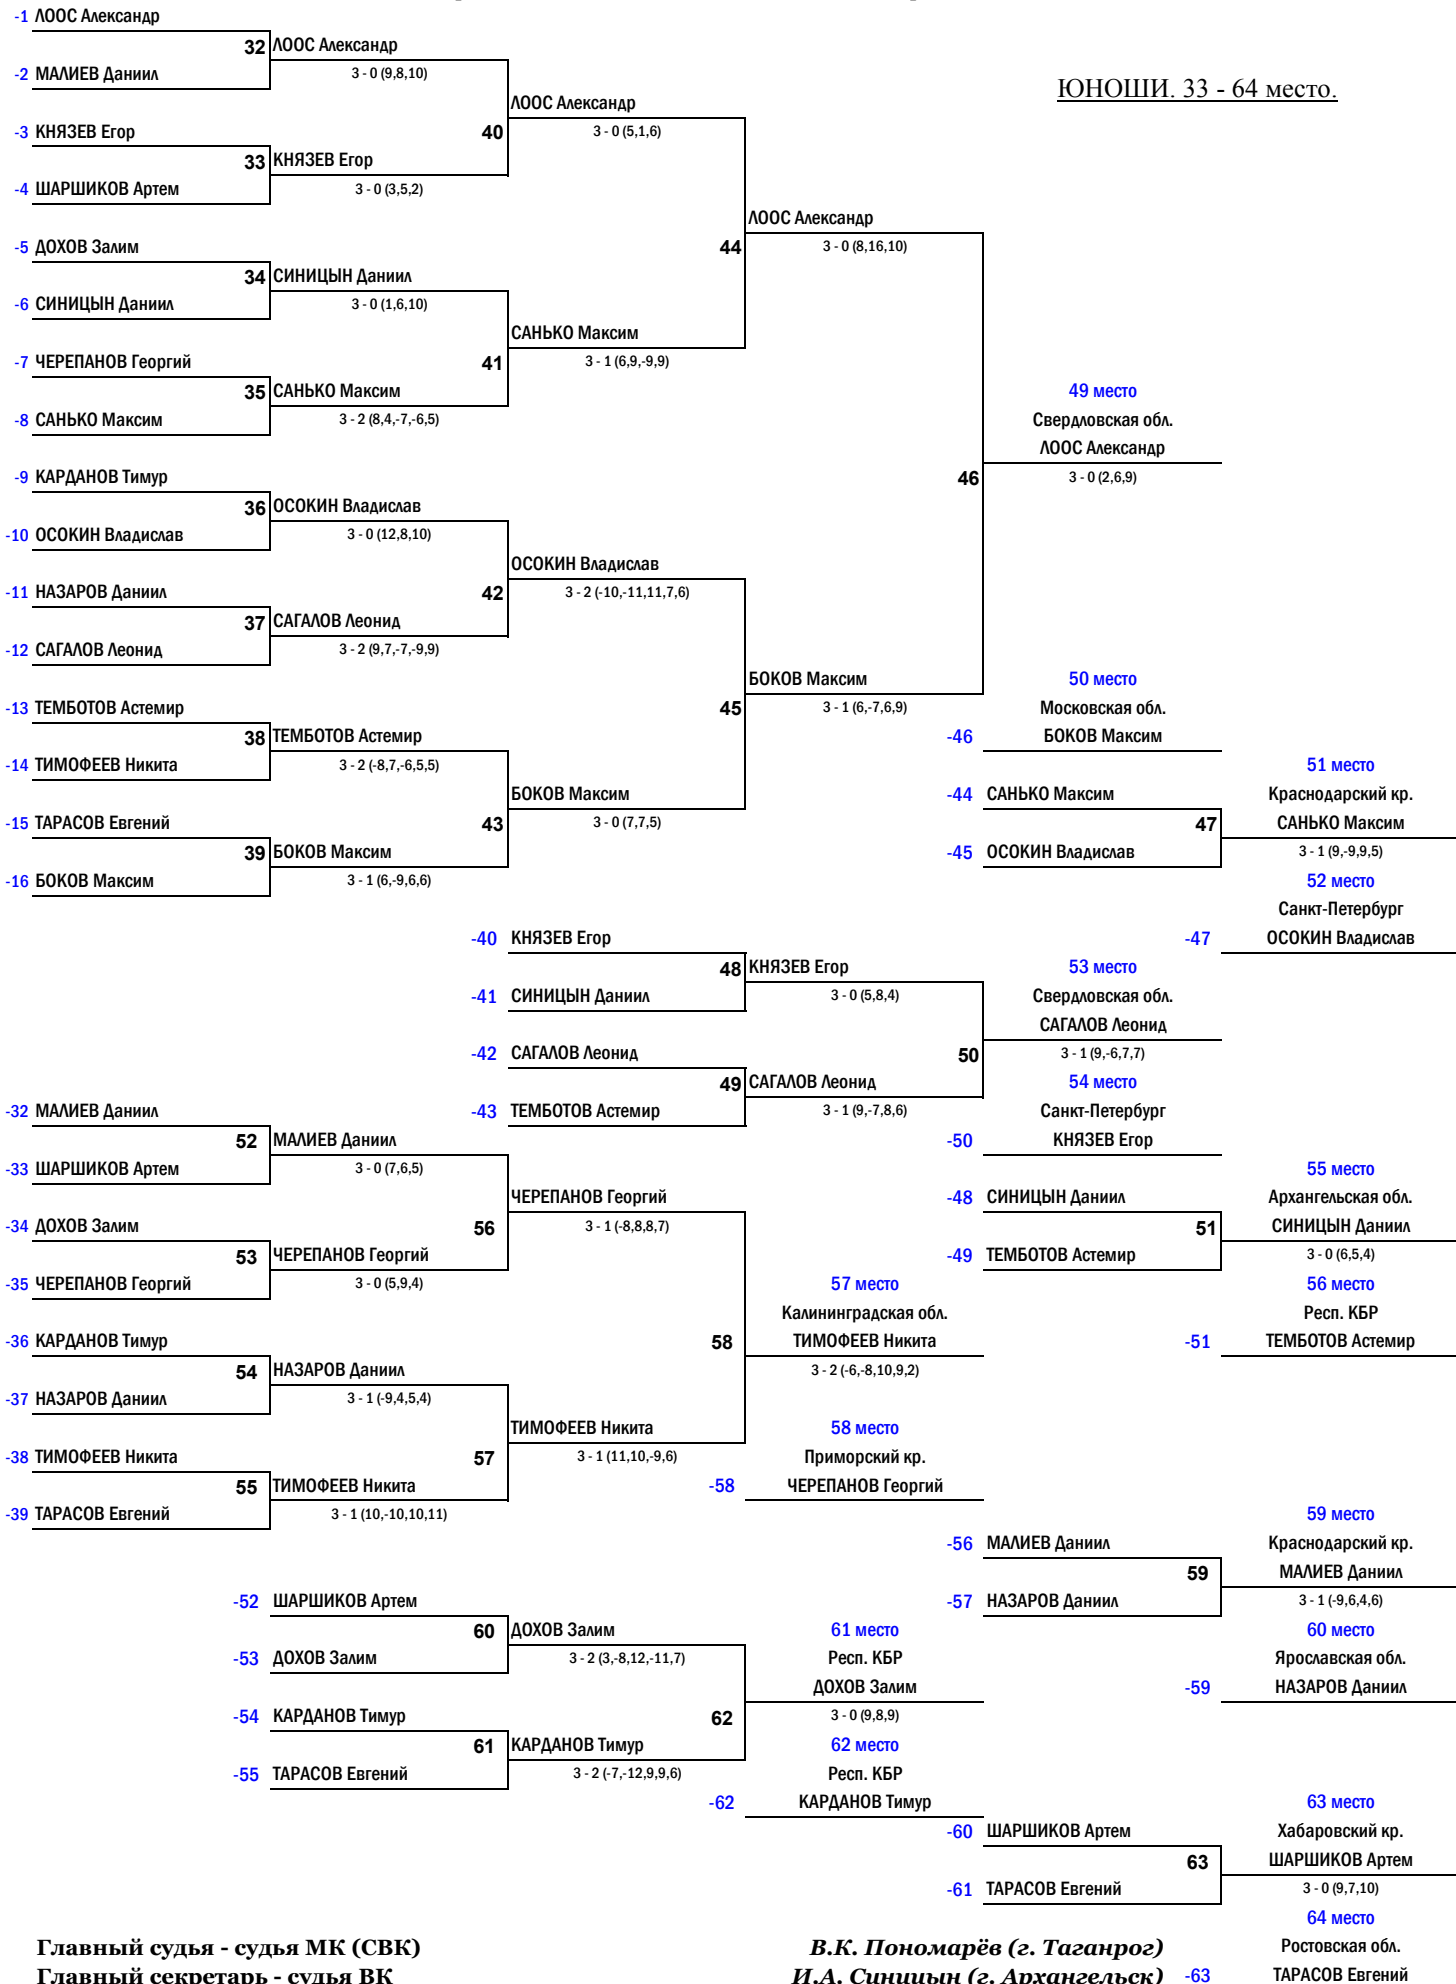 -1 ЛООС Александр
32 ЛООС Александр
-2 МАЛИЕВ Даниил
3 - 0 (9,8,10)
ЮНОШИ. 33 - 64 место.
ЛООС Александр
-3 КНЯЗЕВ Егор
40
3 - 0 (5,1,6)
33 КНЯЗЕВ Егор
-4 ШАРШИКОВ Артем
3 - 0 (3,5,2)
ЛООС Александр
-5 ДОХОВ Залим
44
3 - 0 (8,16,10)
34 СИНИЦЫН Даниил
-6 СИНИЦЫН Даниил
3 - 0 (1,6,10)
САНЬКО Максим
-7 ЧЕРЕПАНОВ Георгий
41
3 - 1 (6,9,-9,9)
35 САНЬКО Максим
49 место
-8 САНЬКО Максим
3 - 2 (8,4,-7,-6,5)
Свердловская обл.
ЛООС Александр
-9 КАРДАНОВ Тимур
46
3 - 0 (2,6,9)
36 ОСОКИН Владислав
-10 ОСОКИН Владислав
3 - 0 (12,8,10)
ОСОКИН Владислав
-11 НАЗАРОВ Даниил
42
3 - 2 (-10,-11,11,7,6)
37 САГАЛОВ Леонид
-12 САГАЛОВ Леонид
3 - 2 (9,7,-7,-9,9)
БОКОВ Максим
50 место
-13 ТЕМБОТОВ Астемир
45
3 - 1 (6,-7,6,9)
Московская обл.
38 ТЕМБОТОВ Астемир
-46 БОКОВ Максим
-14 ТИМОФЕЕВ Никита
3 - 2 (-8,7,-6,5,5)
51 место
БОКОВ Максим
-44 САНЬКО Максим
Краснодарский кр.
-15 ТАРАСОВ Евгений
43
3 - 0 (7,7,5)
47
САНЬКО Максим
39 БОКОВ Максим
-45 ОСОКИН Владислав
3 - 1 (9,-9,9,5)
-16 БОКОВ Максим
3 - 1 (6,-9,6,6)
52 место
Санкт-Петербург
-40 КНЯЗЕВ Егор
-47 ОСОКИН Владислав
48 КНЯЗЕВ Егор
53 место
-41 СИНИЦЫН Даниил
3 - 0 (5,8,4)
Свердловская обл.
САГАЛОВ Леонид
-42 САГАЛОВ Леонид
50
3 - 1 (9,-6,7,7)
49 САГАЛОВ Леонид
54 место
-32 МАЛИЕВ Даниил
-43 ТЕМБОТОВ Астемир
3 - 1 (9,-7,8,6)
Санкт-Петербург
52 МАЛИЕВ Даниил
-50 КНЯЗЕВ Егор
-33 ШАРШИКОВ Артем
3 - 0 (7,6,5)
55 место
ЧЕРЕПАНОВ Георгий
-48 СИНИЦЫН Даниил
Архангельская обл.
-34 ДОХОВ Залим
56
3 - 1 (-8,8,8,7)
51
СИНИЦЫН Даниил
53 ЧЕРЕПАНОВ Георгий
-49 ТЕМБОТОВ Астемир
3 - 0 (6,5,4)
-35 ЧЕРЕПАНОВ Георгий
3 - 0 (5,9,4)
57 место
56 место
Калининградская обл.
Респ. КБР
-36 КАРДАНОВ Тимур
58
ТИМОФЕЕВ Никита
-51 ТЕМБОТОВ Астемир
54 НАЗАРОВ Даниил
3 - 2 (-6,-8,10,9,2)
-37 НАЗАРОВ Даниил
3 - 1 (-9,4,5,4)
ТИМОФЕЕВ Никита
58 место
-38 ТИМОФЕЕВ Никита
57
3 - 1 (11,10,-9,6)
Приморский кр.
55 ТИМОФЕЕВ Никита
-58 ЧЕРЕПАНОВ Георгий
-39 ТАРАСОВ Евгений
3 - 1 (10,-10,10,11)
59 место
-56 МАЛИЕВ Даниил
Краснодарский кр.
59
МАЛИЕВ Даниил
-52 ШАРШИКОВ Артем
-57 НАЗАРОВ Даниил
3 - 1 (-9,6,4,6)
60 ДОХОВ Залим
61 место
60 место
-53 ДОХОВ Залим
3 - 2 (3,-8,12,-11,7)
Респ. КБР
Ярославская обл.
ДОХОВ Залим
-59 НАЗАРОВ Даниил
-54 КАРДАНОВ Тимур
62
3 - 0 (9,8,9)
61 КАРДАНОВ Тимур
62 место
-55 ТАРАСОВ Евгений
3 - 2 (-7,-12,9,9,6)
Респ. КБР
-62 КАРДАНОВ Тимур
63 место
-60 ШАРШИКОВ Артем
Хабаровский кр.
63
ШАРШИКОВ Артем
-61 ТАРАСОВ Евгений
3 - 0 (9,7,10)
64 место
Главный судья - судья МК (СВК)
В.К. Пономарёв (г. Таганрог)
Ростовская обл.
Главный секретарь - судья ВК
И.А. Синицын (г. Архангельск)
-63 ТАРАСОВ Евгений